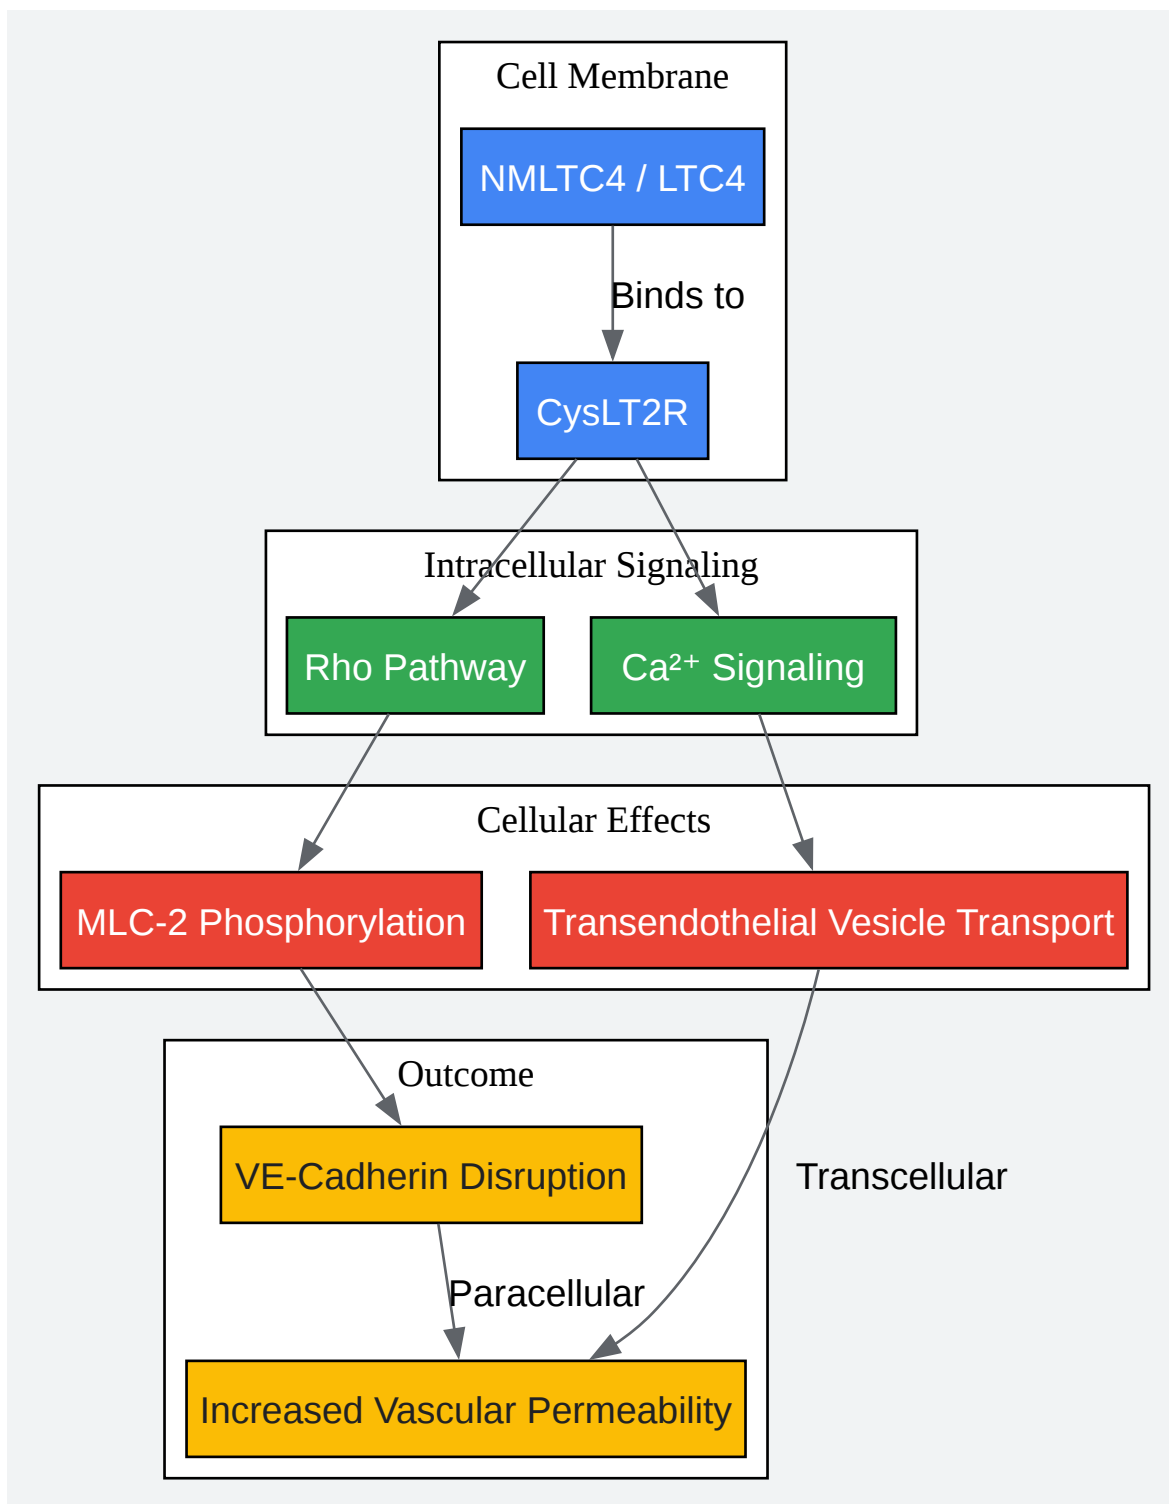 Cell Membrane
NMLTC4 / LTC4
Binds to
CysLT2R
Intracellular Signaling
Rho Pathway
Ca²⁺ Signaling
Cellular Effects
MLC-2 Phosphorylation
Transendothelial Vesicle Transport
Outcome
VE-Cadherin Disruption
Transcellular
Paracellular
Increased Vascular Permeability